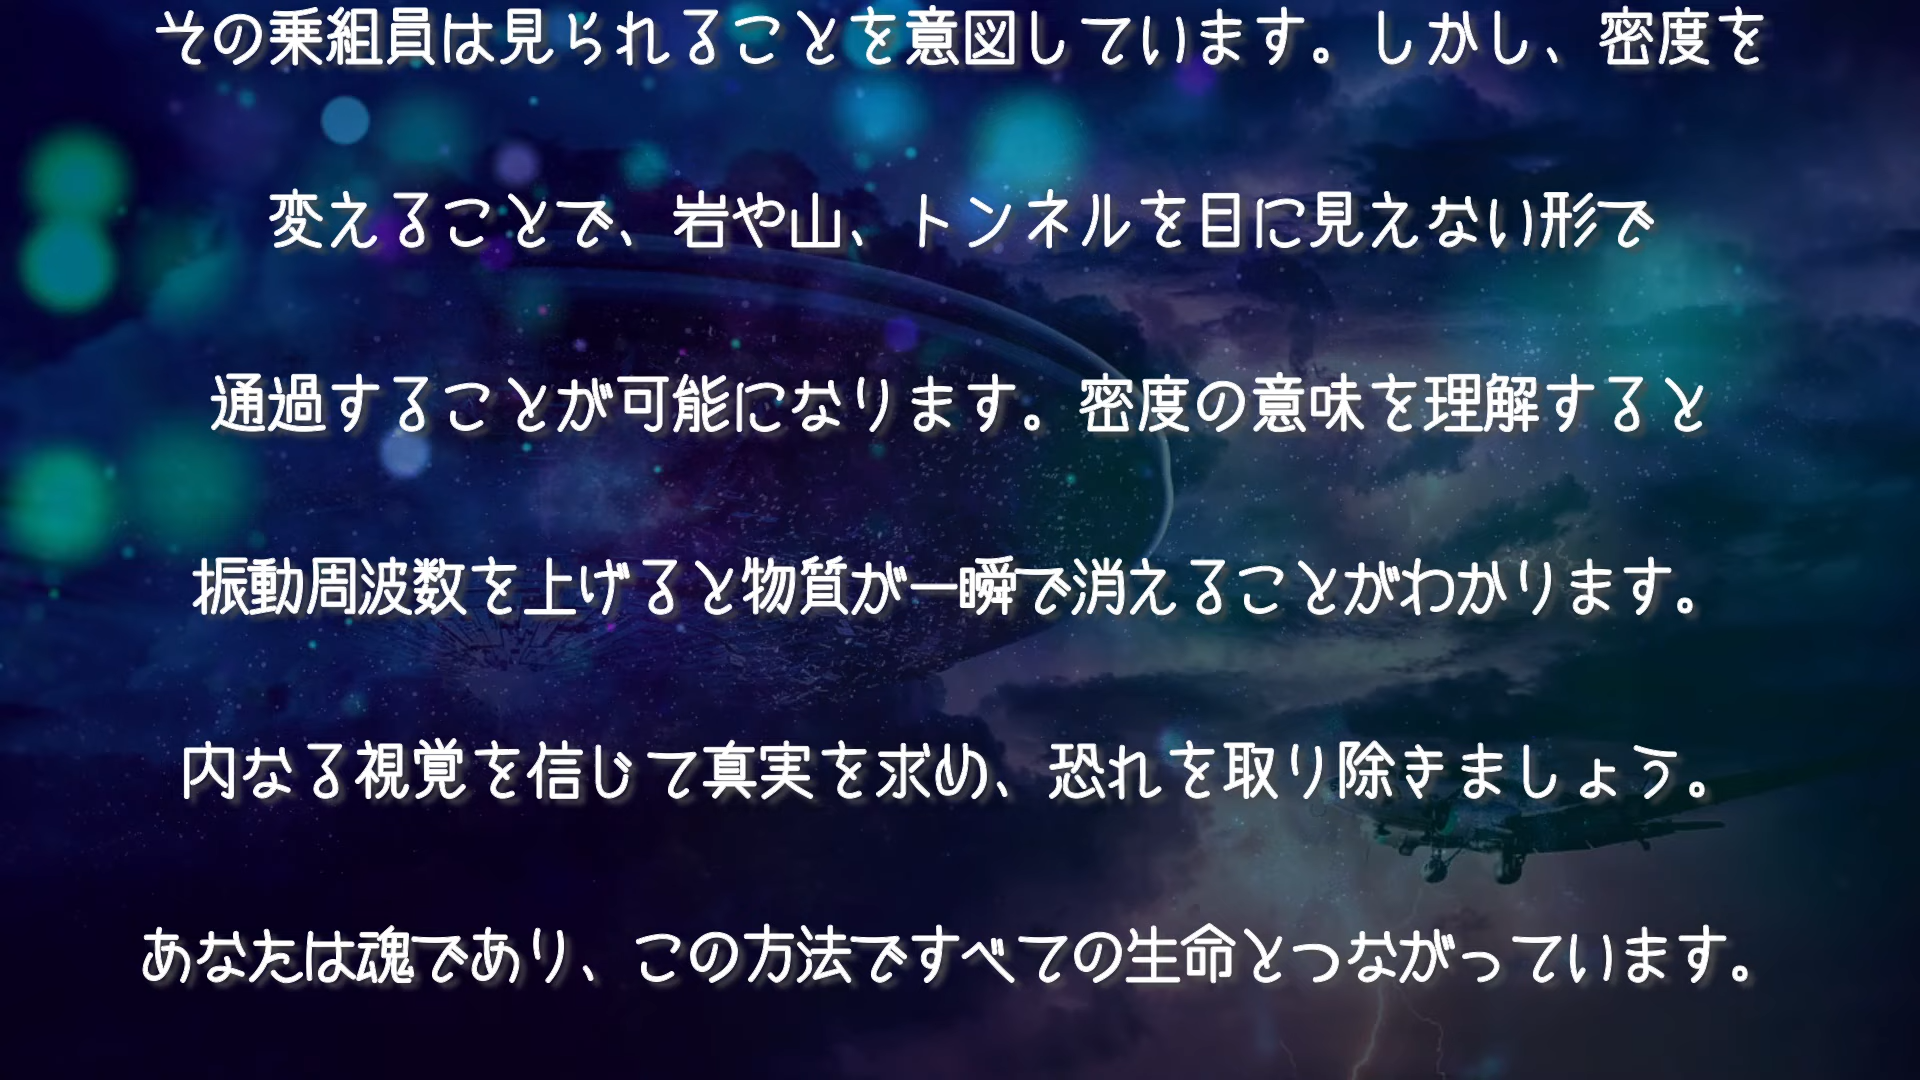 その乗組員は見られることを意図しています。しかし、密度を
変えることで、岩や山、トンネルを目に見えない形で
通過することが可能になります。密度の意味を理解すると
振動周波数を上げると物質が一瞬で消えることがわかります。
内なる視覚を信じて真実を求め、恐れを取り除きましょう。
あなたは魂であり、この方法ですべての生命とつながっています。